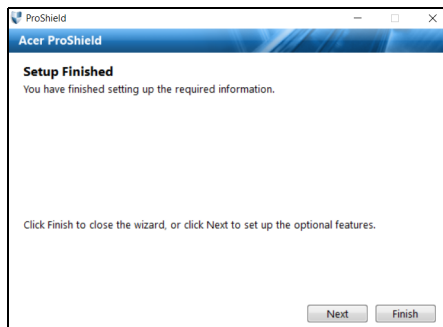 ProShield
Acer ProShield
Setup Finished
You have finished setting up the required information.
Click Finish to close the wizard, or click Next to set up the optional features.
Next
Finish